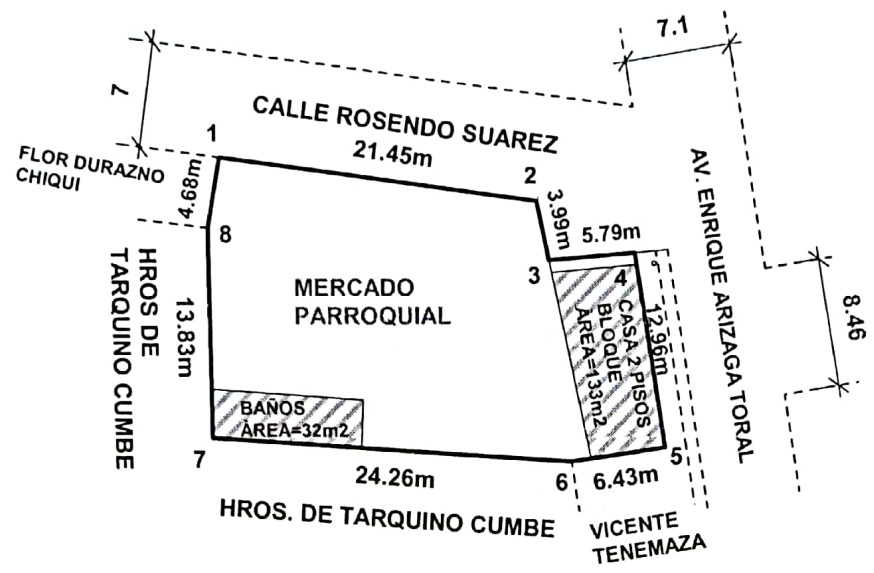 7.1
7
CALLE ROSENDO SUAREZ
21.45m
1
2
FLOR DURAZNO
CHIQUI
4.68m
3.99m
5.79m
AV. ENRIQUE ARIZAGA TORAL
8
3
4
HROS DE
TARQUINO CUMBE
13.83m
MERCADO
PARROQUIAL
CASA 2 PISOS
BLOQUE
ÁREA=133m2
12.96m
8.46
BAÑOS
ÁREA=32m2
7
24.26m
6
6.43m
5
HROS. DE TARQUINO CUMBE
VICENTE
TENEMAZA